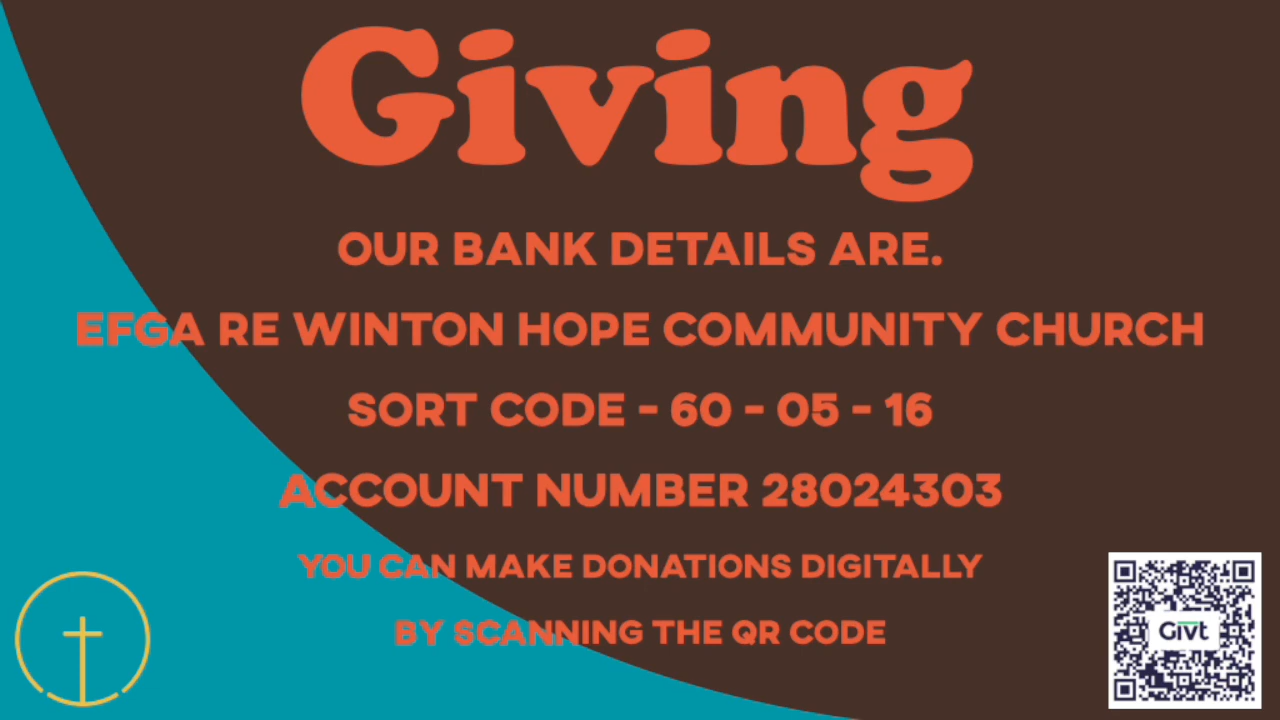 Giving
OUR BANK DETAILS ARE.
EFGA RE WINTON HOPE COMMUNITY CHURCH
SORT CODE - 60 - 05 - 16
ACCOUNT NUMBER 28024303
YOU CAN MAKE DONATIONS DIGITALLY
BY SCANNING THE QR CODE
Givt